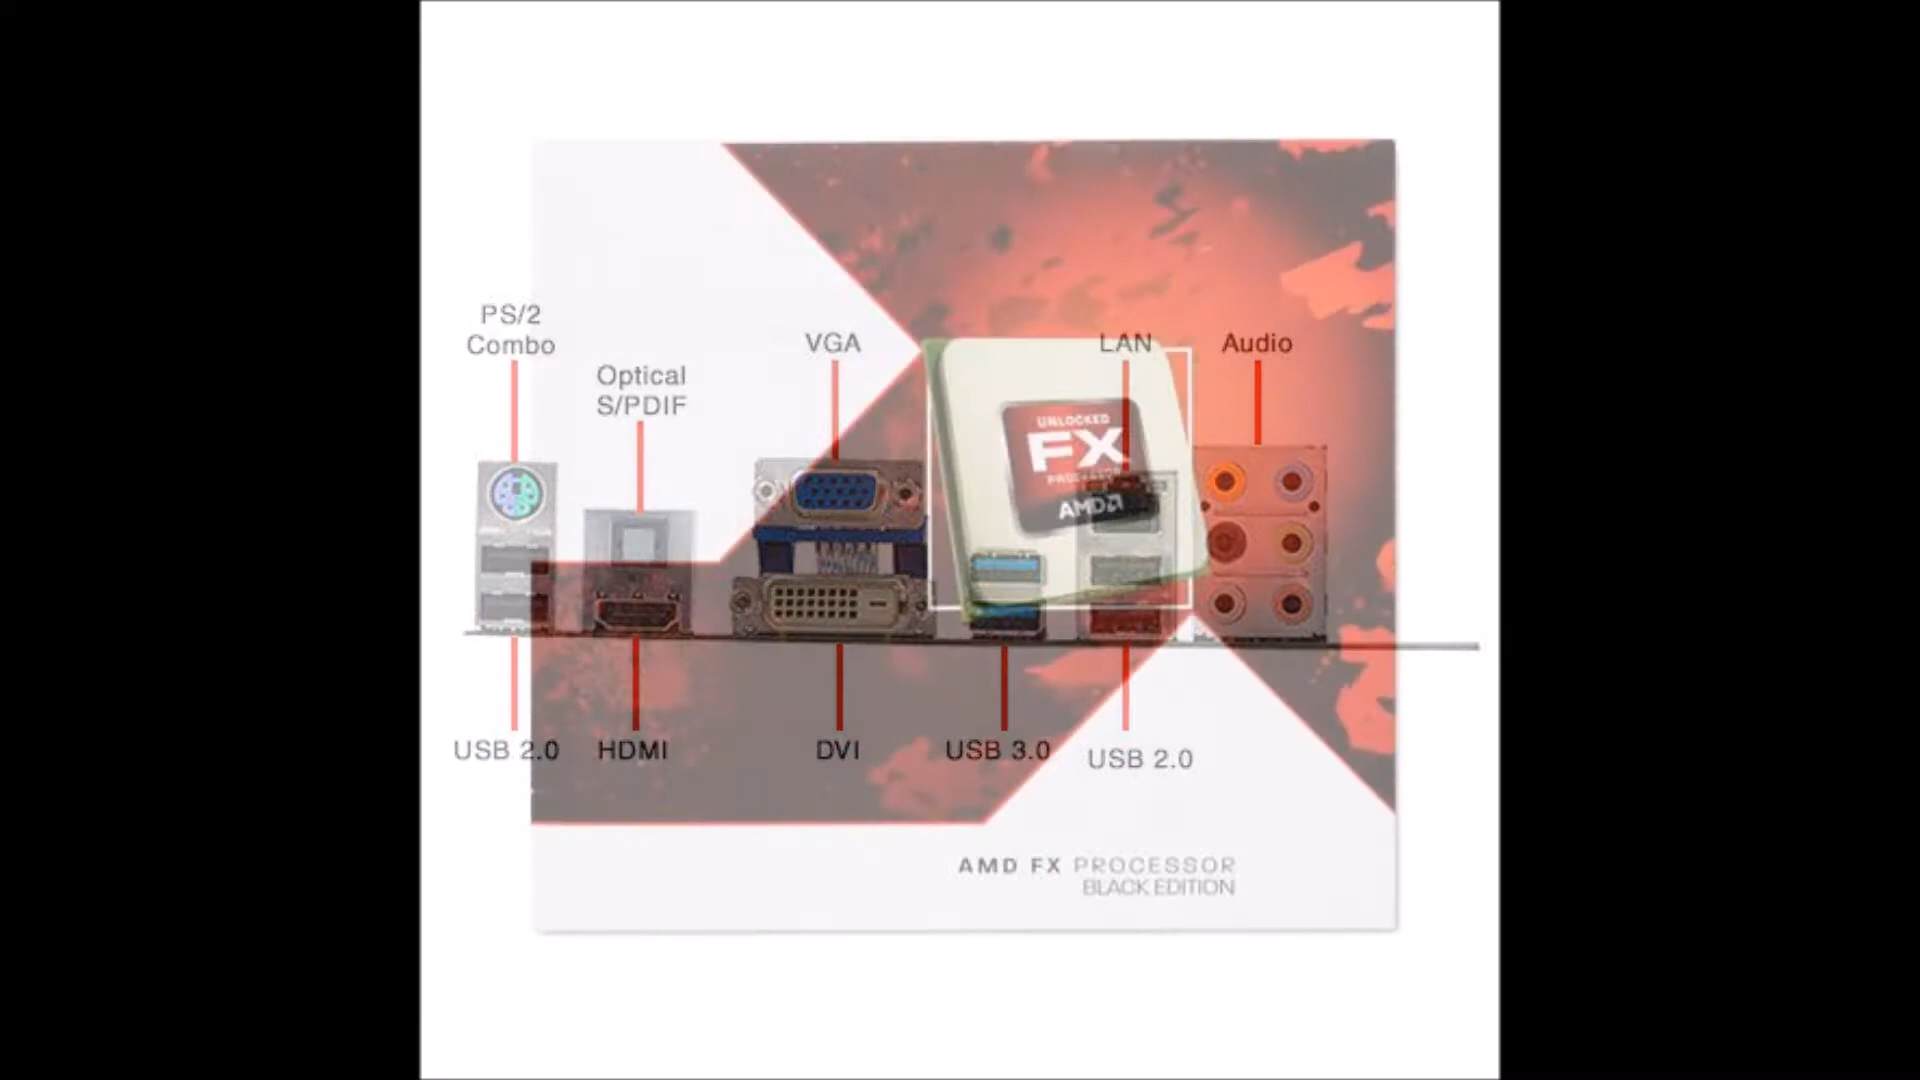 PS/2
Combo
Optical
S/PDIF
VGA
LAN
Audio
UNLOCKED
FX
PROCESSOR
AMD
USB 2.0
HDMI
DVI
USB 3.0
USB 2.0
AMD FX PROCESSOR
BLACK EDITION